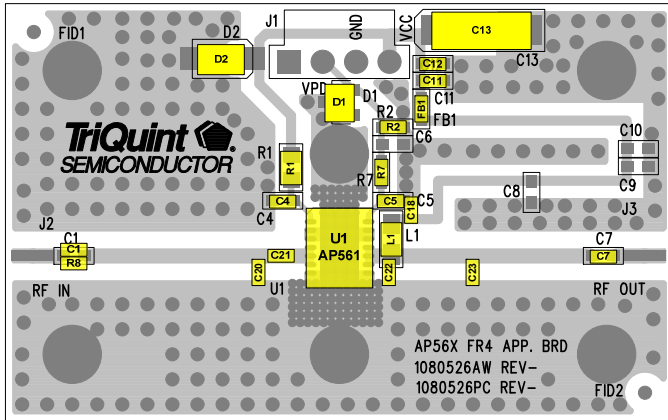 FID1
D2
D2
J1
GND
VCC
C13
C13
C12
C11
C11
VPD
D1
D1
FB1
FB1
R2
R2
C6
C10
TriQuint
SEMICONDUCTOR
R1
R1
R7
R7
C9
C8
C4
C4
C5
C5
C18
J3
J2
C1
C1
R8
U1
AP561
L1
L1
C7
C7
C21
C20
C22
C23
RF IN
U1
RF OUT
AP56X FR4 APP. BRD
1080526AW REV-
1080526PC REV-
FID2